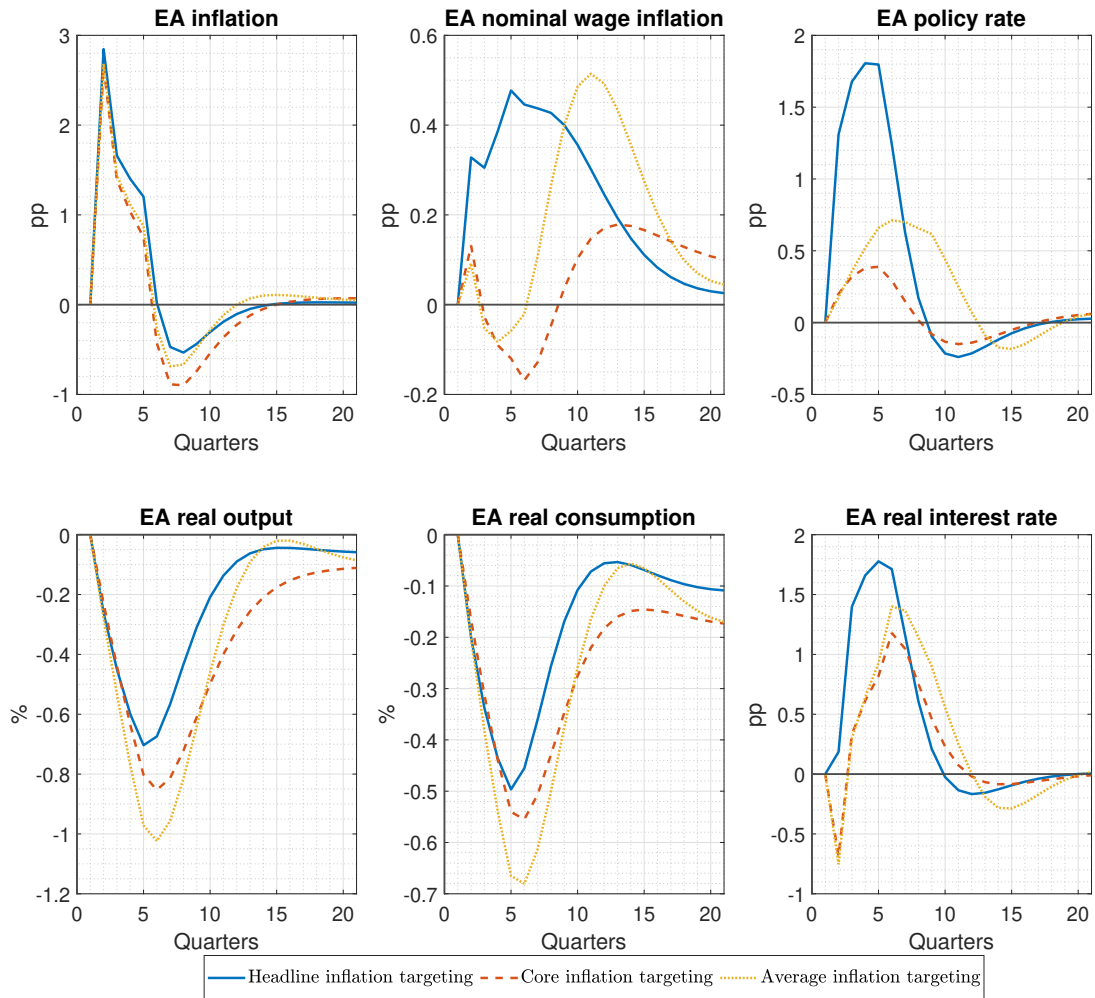 EA inflation
3
2
1
0
-1
pp
0 5 10 15 20
Quarters
EA nominal wage inflation
0.6
0.4
0.2
0
-0.2
pp
0 5 10 15 20
Quarters
EA policy rate
2
1.5
1
0.5
0
-0.5
pp
0 5 10 15 20
Quarters
EA real output
0
-0.2
-0.4
-0.6
-0.8
-1
-1.2
%
0 5 10 15 20
Quarters
EA real consumption
0
-0.1
-0.2
-0.3
-0.4
-0.5
-0.6
-0.7
%
0 5 10 15 20
Quarters
EA real interest rate
2
1.5
1
0.5
0
-0.5
-1
pp
0 5 10 15 20
Quarters
Headline inflation targeting Core inflation targeting Average inflation targeting